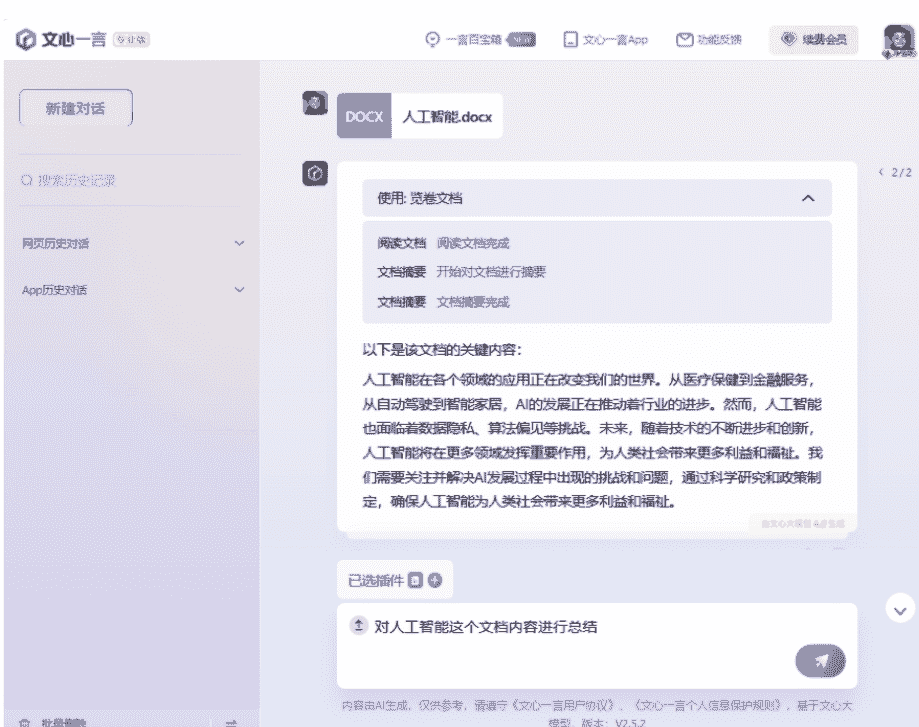 文心一言 专业版
一言百宝箱 NEW
文心一言App
功能反馈
续费会员
新建对话
搜索历史记录
网页历史对话
App历史对话
DOCX 人工智能.docx
2/2
使用: 览卷文档
阅读文档 阅读文档完成
文档摘要 开始对文档进行摘要
文档摘要 文档摘要完成
以下是该文档的关键内容：
人工智能在各个领域的应用正在改变我们的世界。从医疗保健到金融服务，
从自动驾驶到智能家居，AI的发展正在推动着行业的进步。然而，人工智能
也面临着数据隐私、算法偏见等挑战。未来，随着技术的不断进步和创新，
人工智能将在更多领域发挥重要作用，为人类社会带来更多利益和福祉。我
们需要关注并解决AI发展过程中出现的挑战和问题，通过科学研究和政策制
定，确保人工智能为人类社会带来更多利益和福祉。
由文心大模型 4.0 生成
已选插件
对人工智能这个文档内容进行总结
内容由AI生成，仅供参考，请遵守《文心一言用户协议》、《文心一言个人信息保护规则》，基于文心大
模型，版本：V2.5.2
批量删除